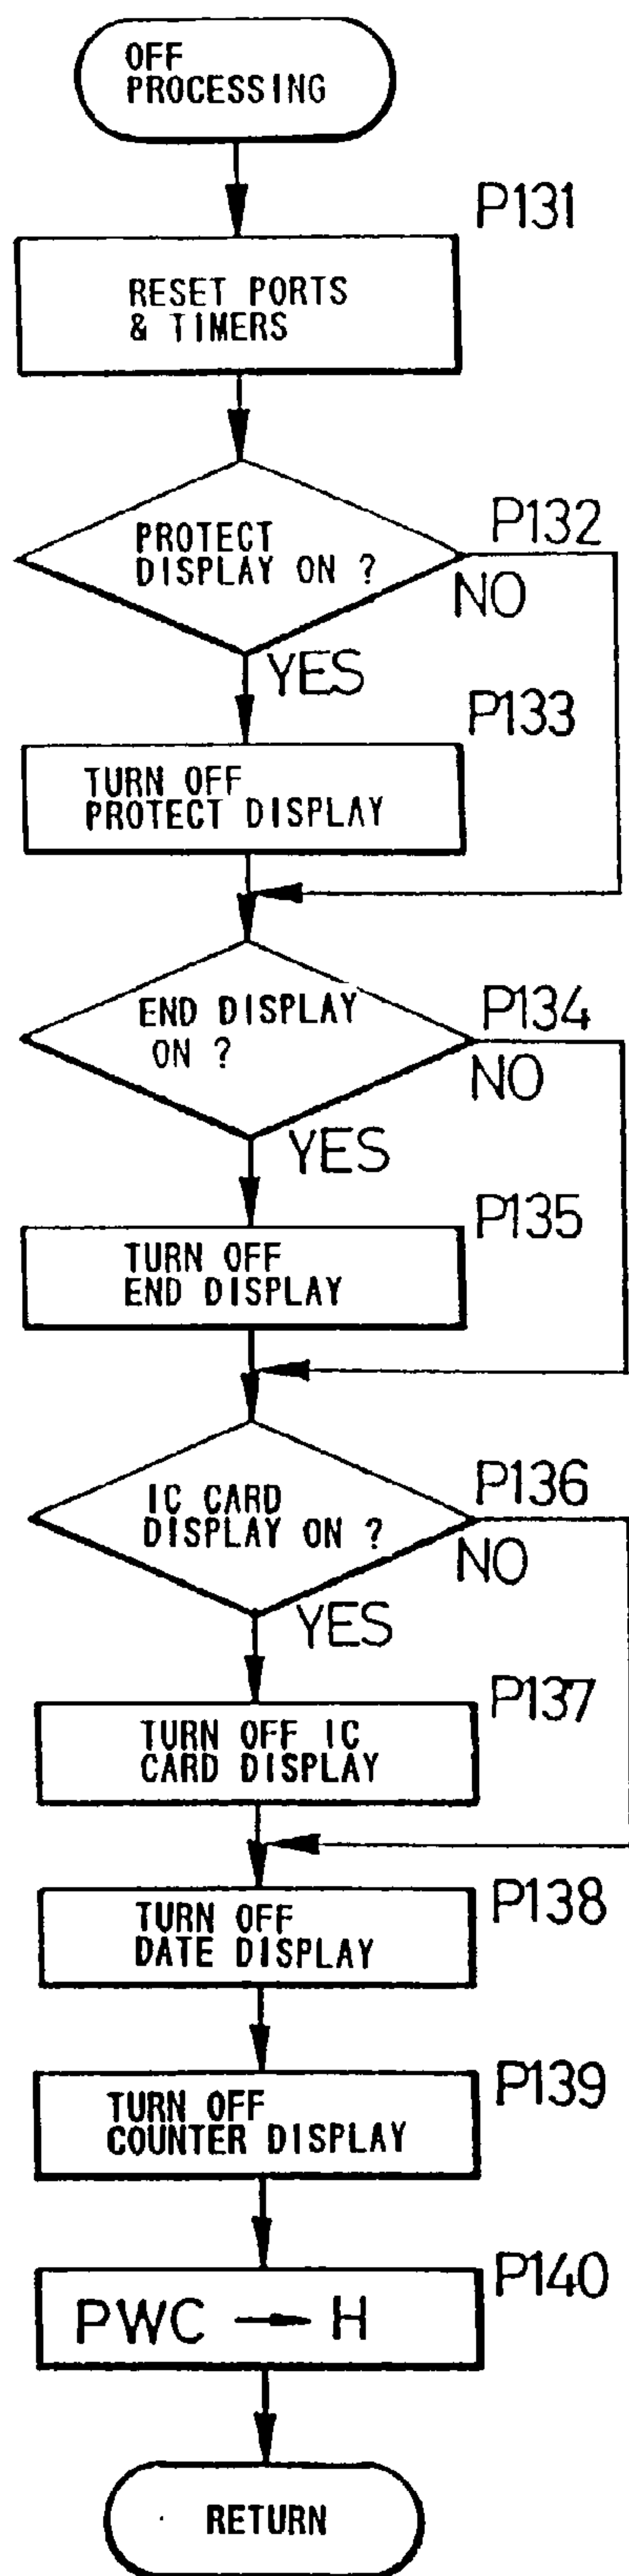 OFF
PROCESSING
P131
RESET PORTS
& TIMERS
P132
PROTECT
DISPLAY ON ?
NO
YES
P133
TURN OFF
PROTECT DISPLAY
P134
END DISPLAY
ON ?
NO
YES
P135
TURN OFF
END DISPLAY
P136
IC CARD
DISPLAY ON ?
NO
YES
P137
TURN OFF IC
CARD DISPLAY
P138
TURN OFF
DATE DISPLAY
P139
TURN OFF
COUNTER DISPLAY
P140
PWC → H
RETURN